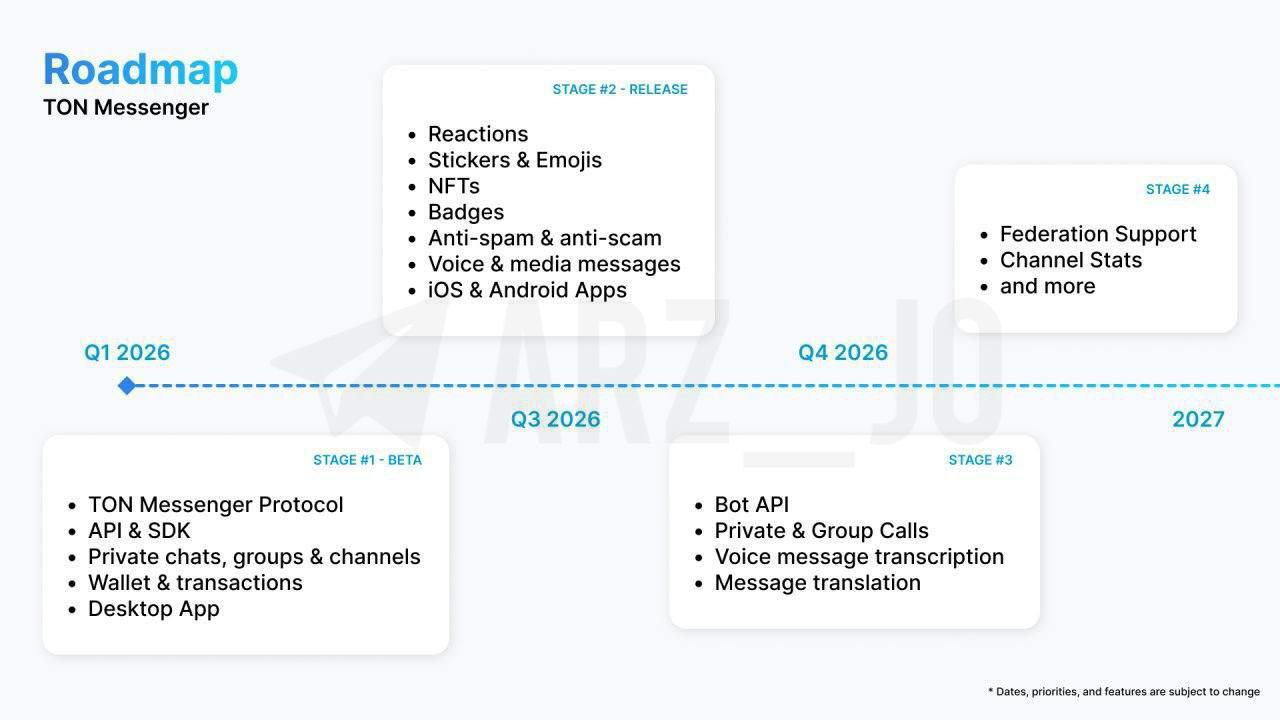 Roadmap
TON Messenger
Q1 2026
STAGE #1 - BETA
• TON Messenger Protocol
• API & SDK
• Private chats, groups & channels
• Wallet & transactions
• Desktop App
STAGE #2 - RELEASE
• Reactions
• Stickers & Emojis
• NFTs
• Badges
• Anti-spam & anti-scam
• Voice & media messages
• iOS & Android Apps
Q3 2026
Q4 2026
STAGE #3
• Bot API
• Private & Group Calls
• Voice message transcription
• Message translation
STAGE #4
• Federation Support
• Channel Stats
• and more
2027
ARZ_JO
* Dates, priorities, and features are subject to change